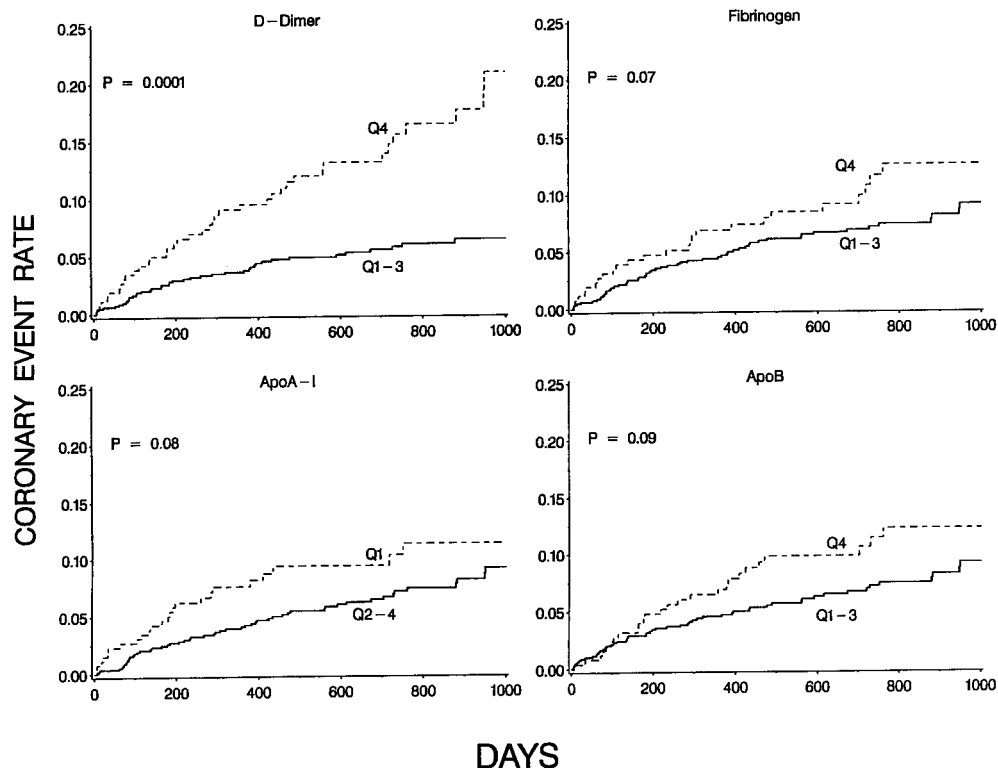 D-Dimer
0.25
0.20
0.15
0.10
0.05
0.00
P = 0.0001
Q4
Q1-3
0
200
400
600
800
1000
Fibrinogen
0.25
0.20
0.15
0.10
0.05
0.00
P = 0.07
Q4
Q1-3
0
200
400
600
800
1000
CORONARY EVENT RATE
ApoA-I
0.25
0.20
0.15
0.10
0.05
0.00
P = 0.08
Q1
Q2-4
0
200
400
600
800
1000
ApoB
0.25
0.20
0.15
0.10
0.05
0.00
P = 0.09
Q4
Q1-3
0
200
400
600
800
1000
DAYS